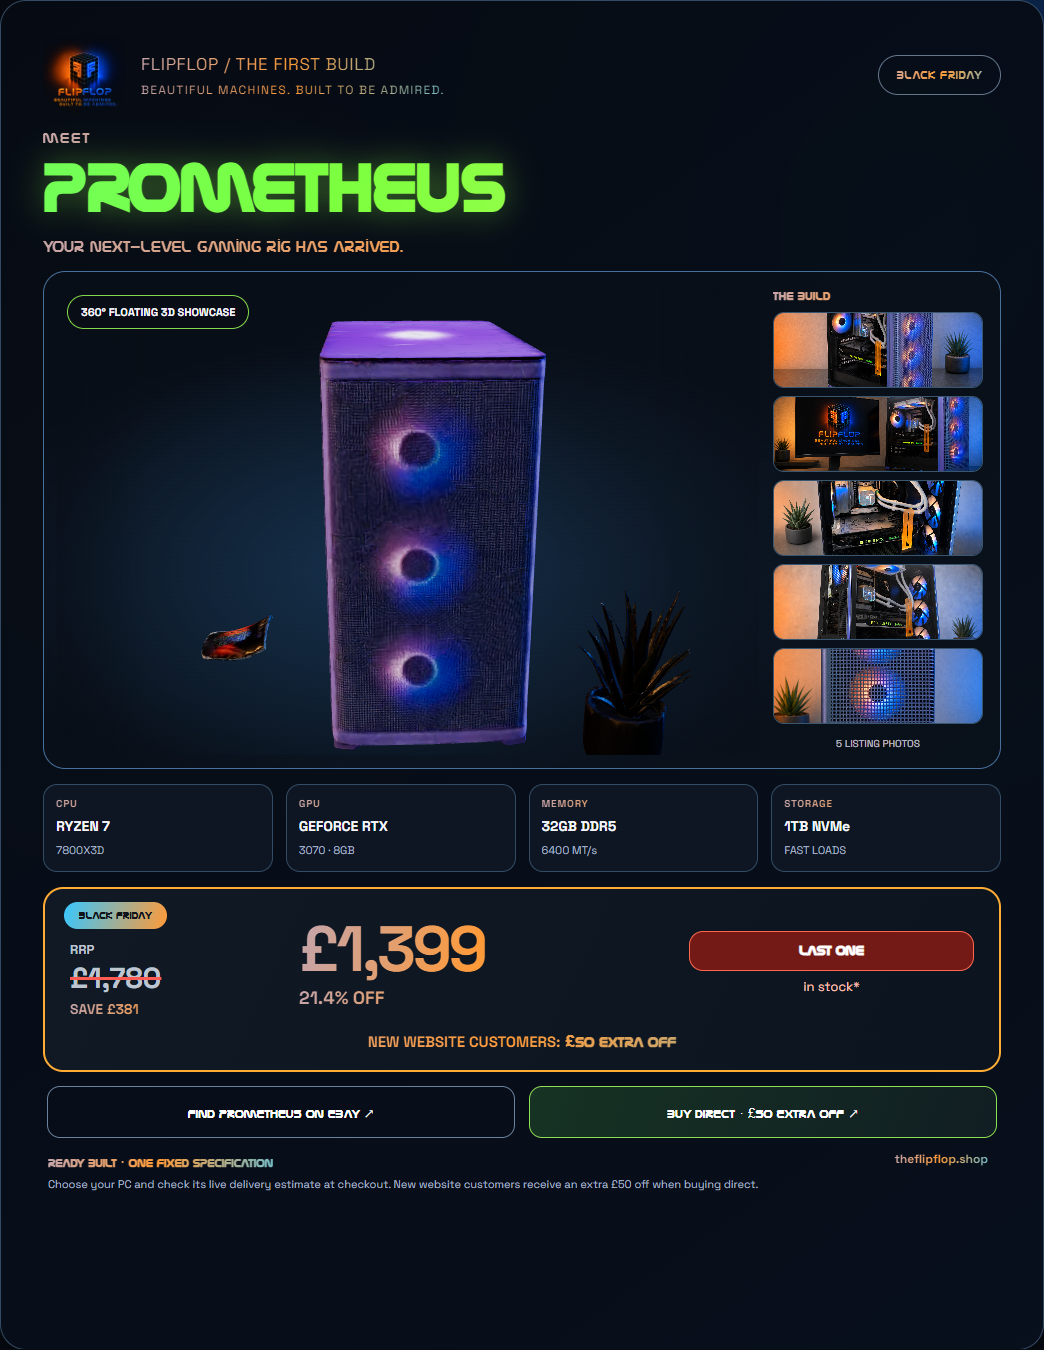 FLIPFLOP
FLIPFLOP / THE FIRST BUILD
BEAUTIFUL MACHINES. BUILT TO BE ADMIRED.
BLACK FRIDAY
MEET
PROMETHEUS
YOUR NEXT-LEVEL GAMING RIG HAS ARRIVED.
360° FLOATING 3D SHOWCASE
THE BUILD
FLIPFLOP
5 LISTING PHOTOS
CPU
RYZEN 7
7800X3D
GPU
GEFORCE RTX
3070 · 8GB
MEMORY
32GB DDR5
6400 MT/s
STORAGE
1TB NVMe
FAST LOADS
BLACK FRIDAY
RRP
£1,780
SAVE £381
£1,399
21.4% OFF
LAST ONE
in stock*
NEW WEBSITE CUSTOMERS: £50 EXTRA OFF
FIND PROMETHEUS ON EBAY ↗
BUY DIRECT · £50 EXTRA OFF ↗
READY BUILT · ONE FIXED SPECIFICATION
theflipflop.shop
Choose your PC and check its live delivery estimate at checkout. New website customers receive an extra £50 off when buying direct.